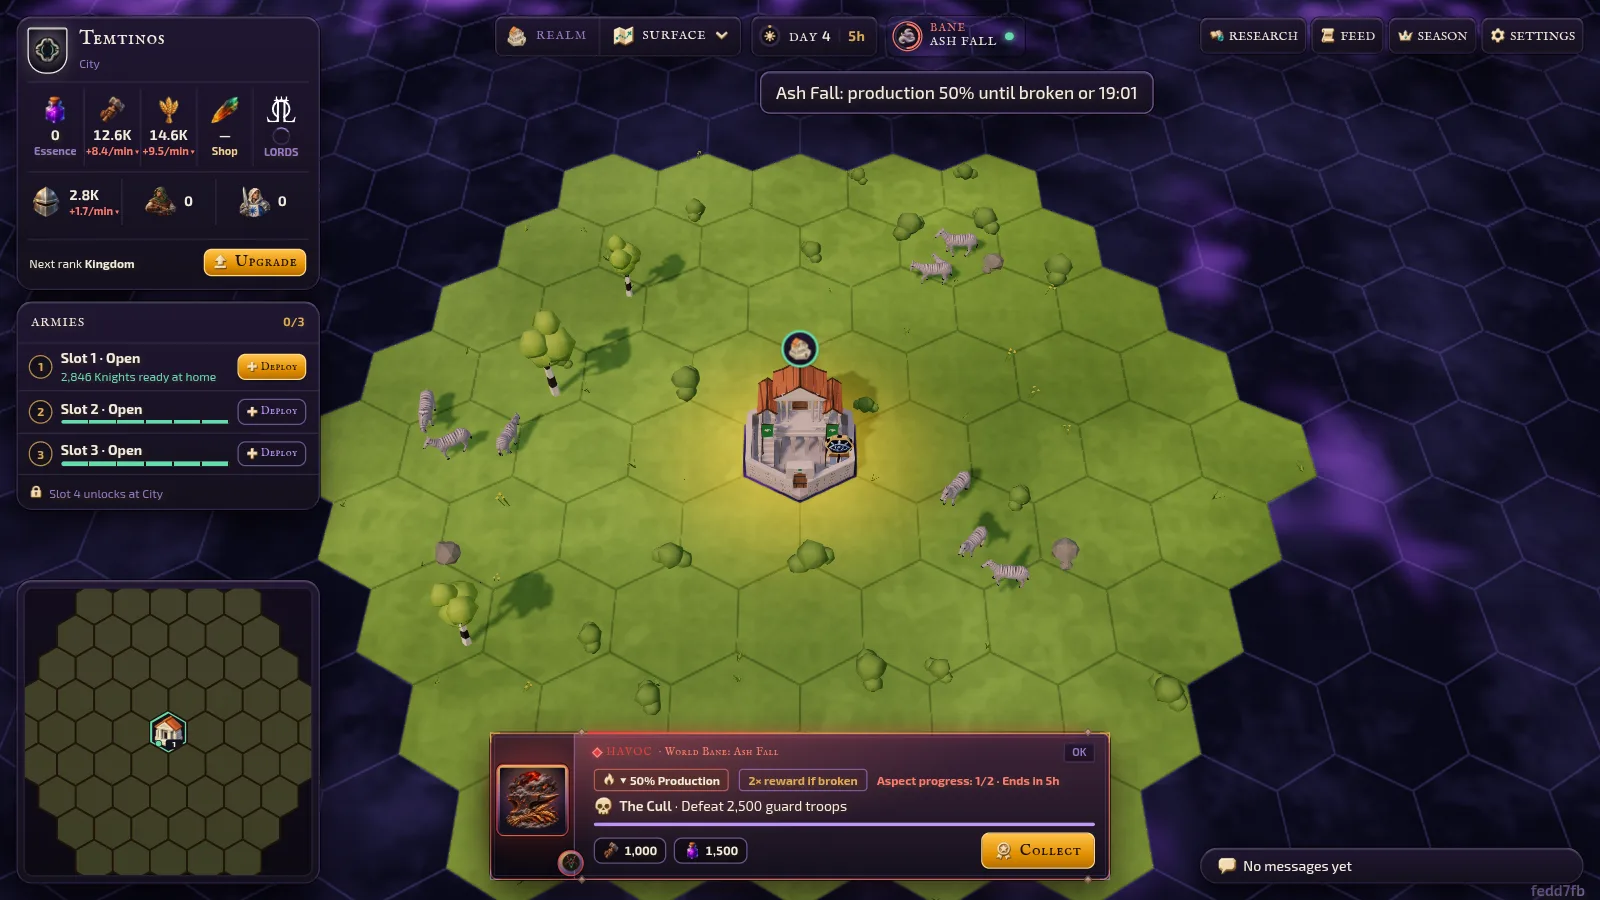 Temtinos
City
0
Essence
12.6K
+8.4/min
14.6K
+9.5/min
—
Shop
LORDS
2.8K
+1.7/min
0
0
Next rank Kingdom
Upgrade
ARMIES
0/3
1
Slot 1 · Open
2,846 Knights ready at home
Deploy
2
Slot 2 · Open
Deploy
3
Slot 3 · Open
Deploy
Slot 4 unlocks at City
1
REALM
SURFACE
DAY 4
5h
BANE
ASH FALL
Ash Fall: production 50% until broken or 19:01
RESEARCH
FEED
SEASON
SETTINGS
HAVOC · World Bane: Ash Fall
OK
50% Production
2× reward if broken
Aspect progress: 1/2 · Ends in 5h
The Cull · Defeat 2,500 guard troops
1,000
1,500
Collect
No messages yet
fedd7fb